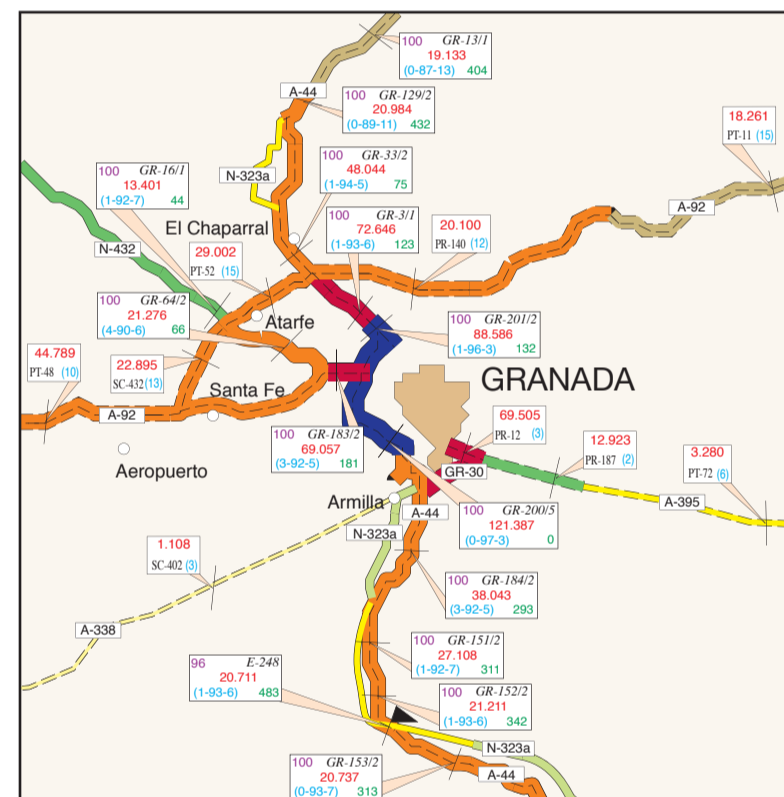 100 GR-13/1
19.133
(0-87-13) 404
A-44
100 GR-129/2
20.984
(0-89-11) 432
18.261
PT-11 (15)
100 GR-33/2
48.044
(1-94-5) 75
100 GR-16/1
13.401
(1-92-7) 44
N-323a
A-92
100 GR-3/1
72.646
(1-93-6) 123
20.100
PR-140 (12)
El Chaparral
N-432
29.002
PT-52 (15)
100 GR-64/2
21.276
(4-90-6) 66
Atarfe
100 GR-201/2
88.586
(1-96-3) 132
44.789
PT-48 (10)
22.895
SC-432 (13)
Santa Fe
GRANADA
A-92
69.505
PR-12 (3)
100 GR-183/2
69.057
(3-92-5) 181
12.923
PR-187 (2)
3.280
PT-72 (6)
Aeropuerto
GR-30
Armilla
A-44
A-395
100 GR-200/5
121.387
(0-97-3) 0
N-323a
1.108
SC-402 (3)
100 GR-184/2
38.043
(3-92-5) 293
A-338
100 GR-151/2
27.108
(1-92-7) 311
96 E-248
20.711
(1-93-6) 483
100 GR-152/2
21.211
(1-93-6) 342
N-323a
100 GR-153/2
20.737
(0-93-7) 313
A-44